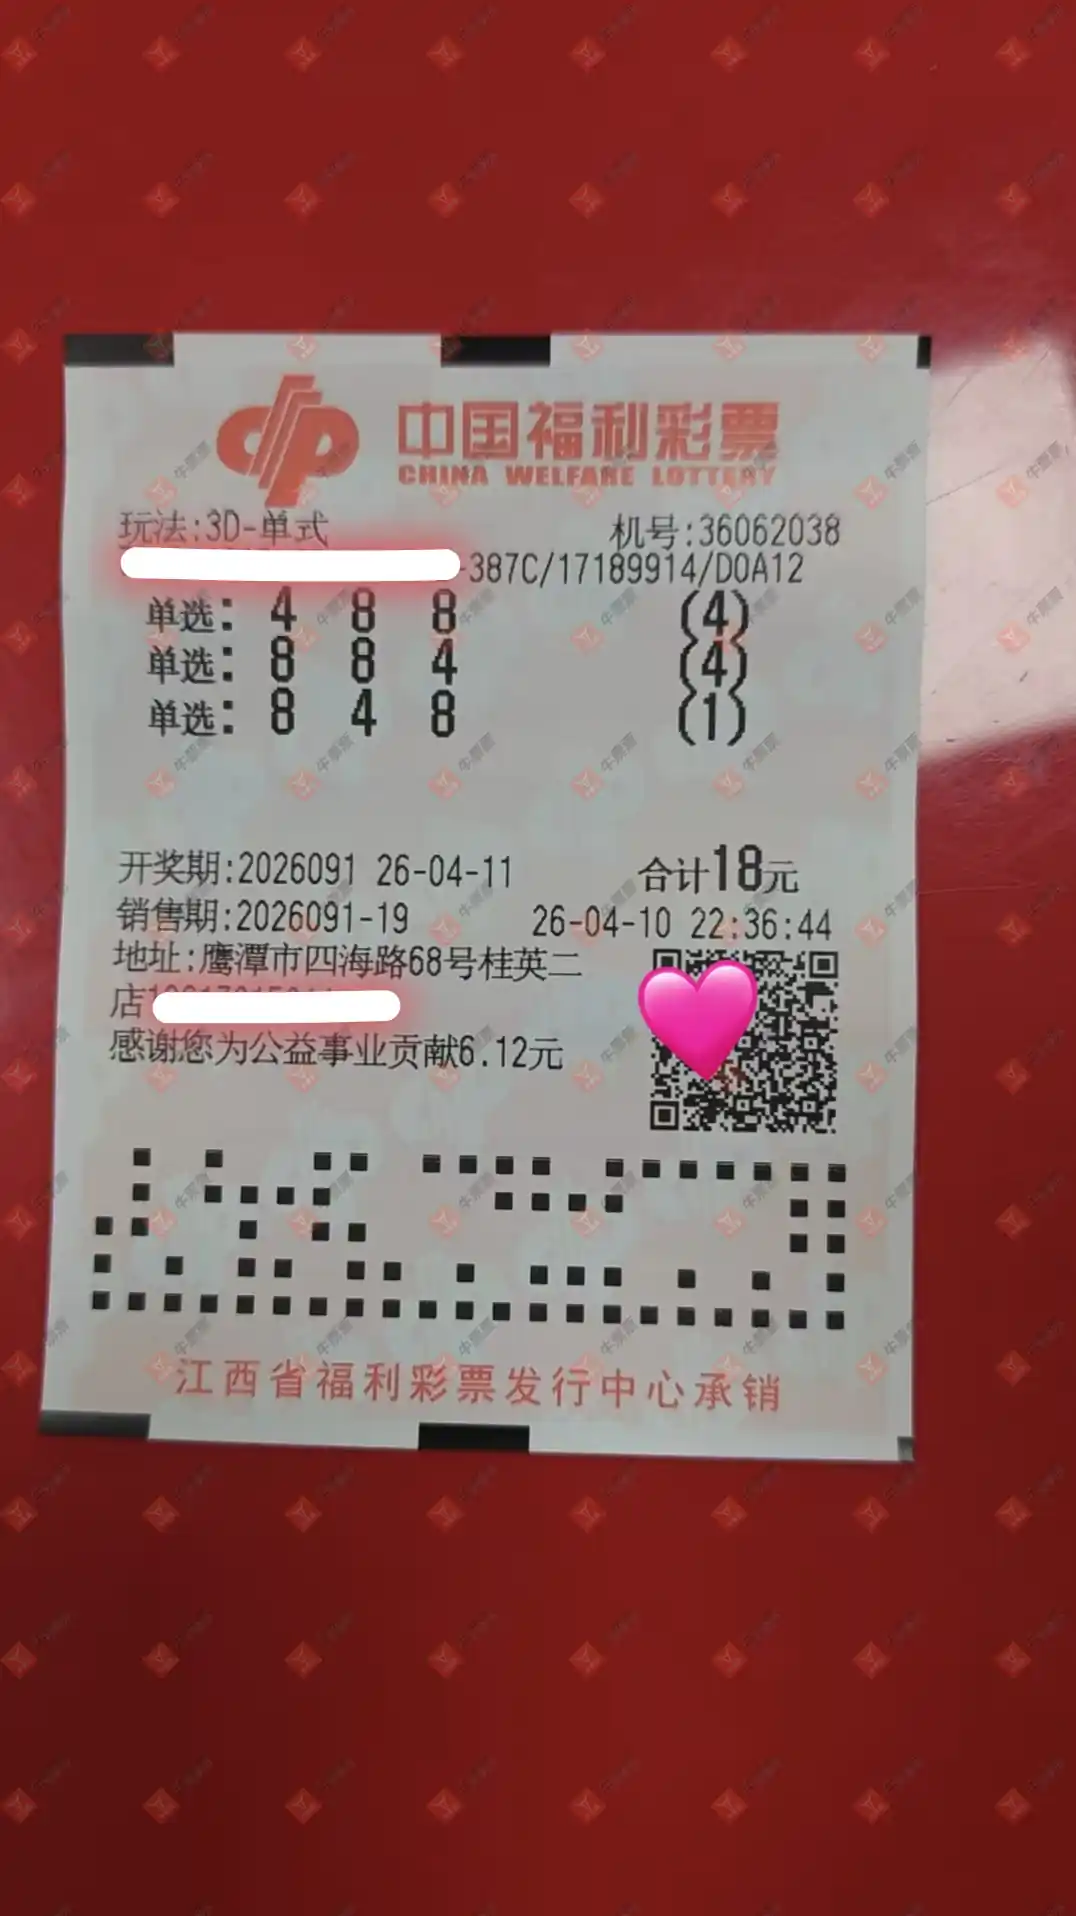 中国福利彩票
CHINA WELFARE LOTTERY
玩法:3D-单式 机号:36062038
-387C/17189914/D0A12
单选: 4 8 8 (4)
单选: 8 8 4 (4)
单选: 8 4 8 (1)
开奖期:2026091 26-04-11 合计18元
销售期:2026091-19 26-04-10 22:36:44
地址:鹰潭市四海路68号桂英二
店
感谢您为公益事业贡献6.12元
江西省福利彩票发行中心承销